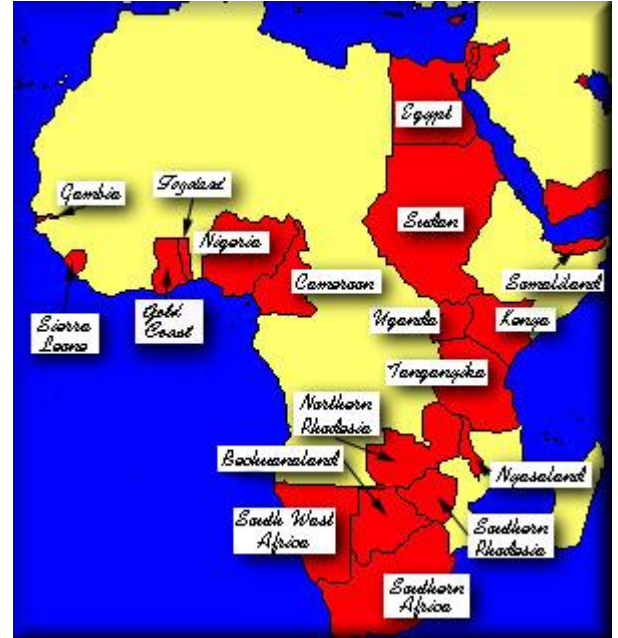 Egypt
Gambia
Togoland
Sudan
Nigeria
Cameroon
Somaliland
Sierra
Leone
Gold
Coast
Uganda
Kenya
Tanganyika
Northern
Rhodesia
Bechuanaland
Nyasaland
South West
Africa
Southern
Rhodesia
Southern
Africa